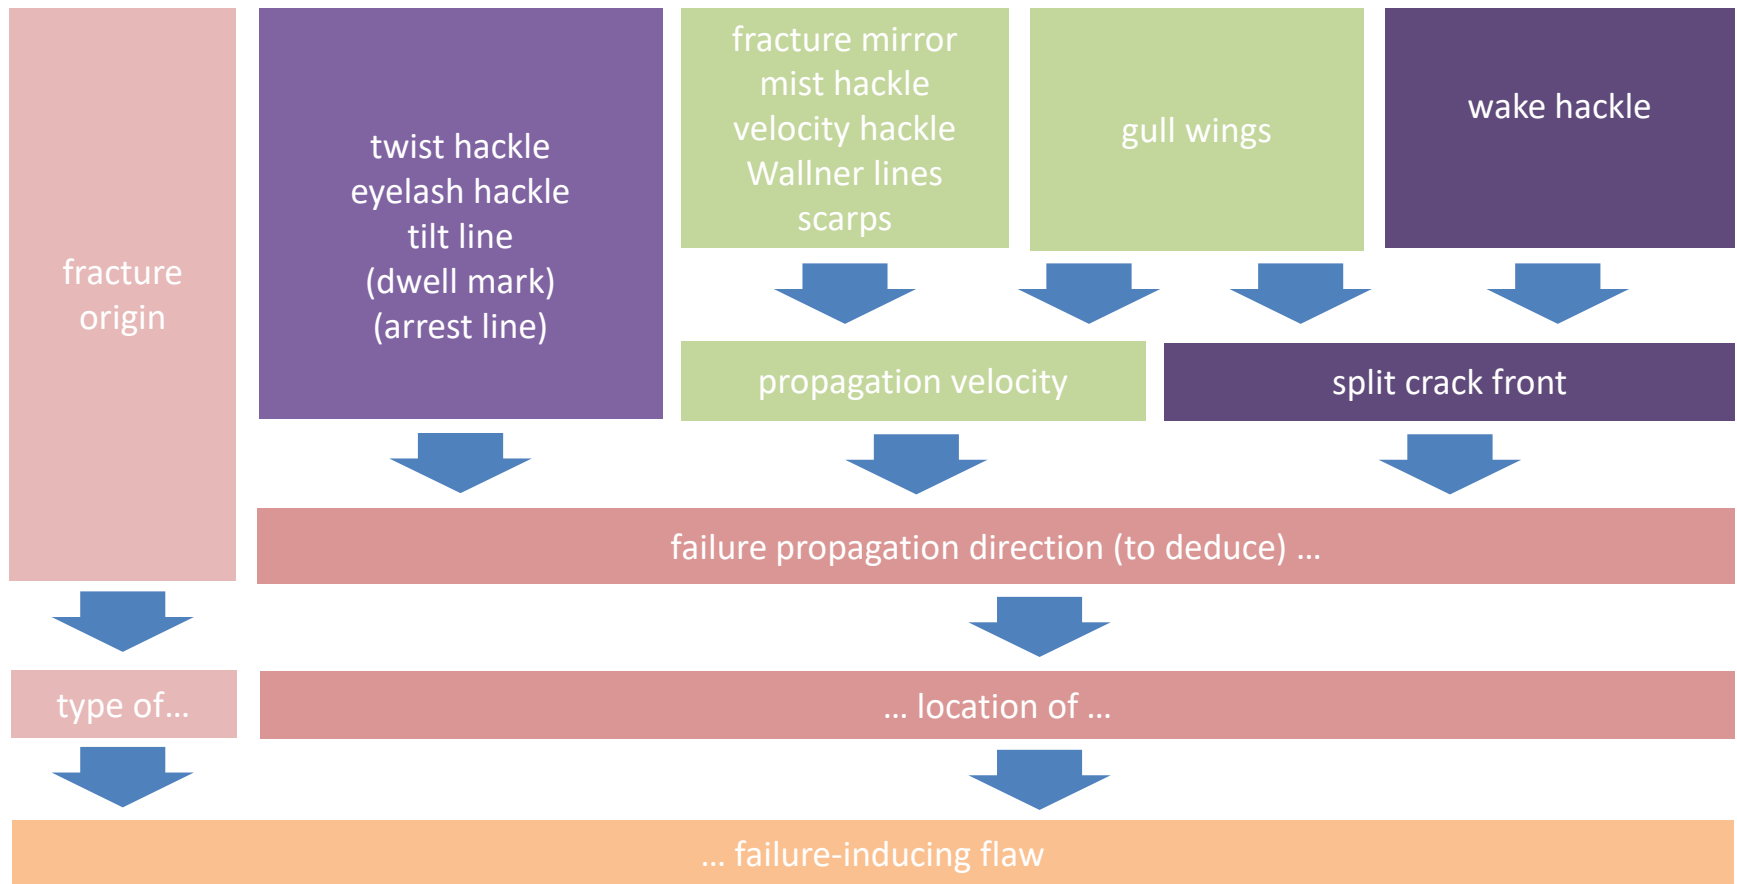 fracture
origin
twist hackle
eyelash hackle
tilt line
(dwell mark)
(arrest line)
fracture mirror
mist hackle
velocity hackle
Wallner lines
scarps
gull wings
wake hackle
propagation velocity
split crack front
failure propagation direction (to deduce) ...
type of...
... location of ...
... failure-inducing flaw